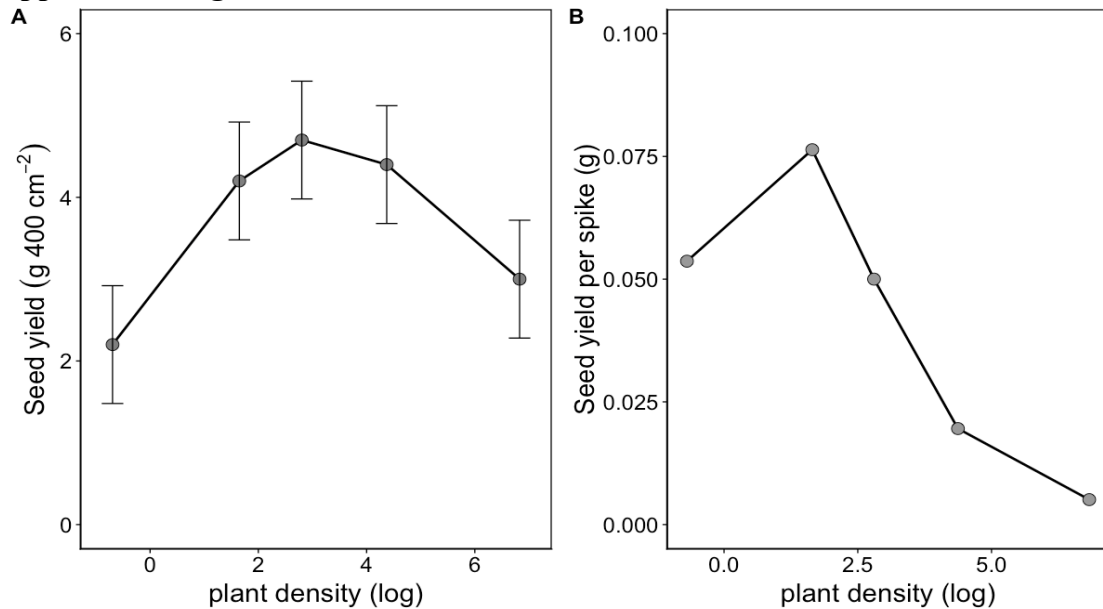 A
Seed yield (g 400 cm⁻²)
6
4
2
0
0 2 4 6
plant density (log)
B
Seed yield per spike (g)
0.100
0.075
0.050
0.025
0.000
0.0 2.5 5.0
plant density (log)